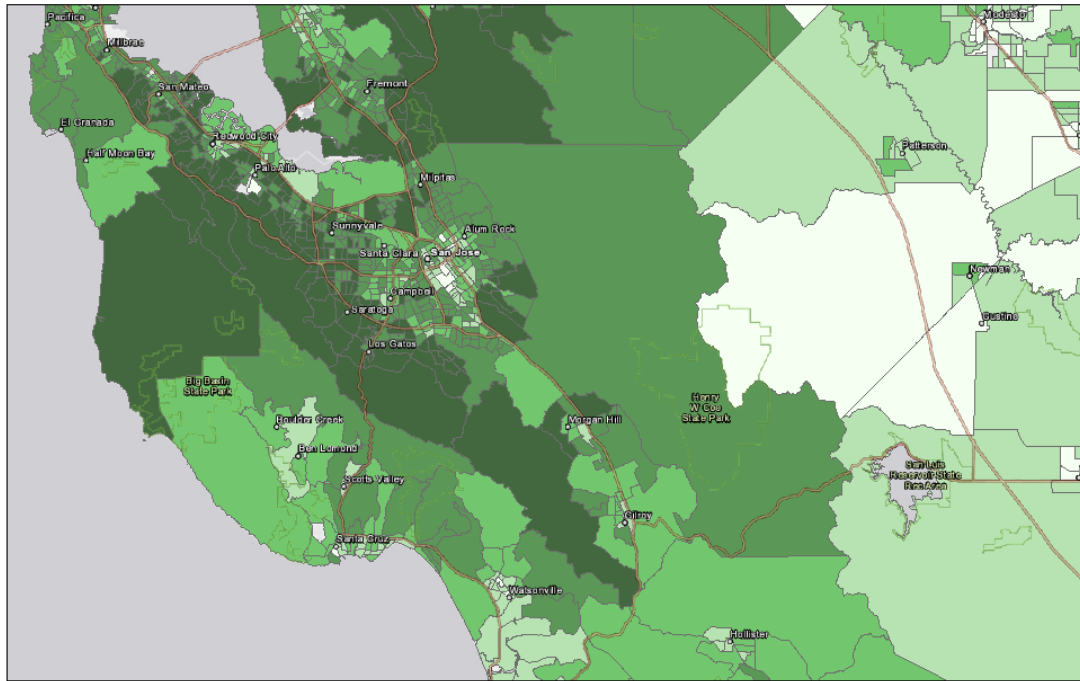 Pacifica
Modesto
Millbrae
San Mateo
Fremont
El Granada
Redwood City
Half Moon Bay
Palo Alto
Patterson
Milpitas
Sunnyvale
Alum Rock
Santa Clara
San Jose
Newman
Campbell
Saratoga
Gustine
Los Gatos
Big Basin
State Park
Henry
W Coe
State Park
Boulder Creek
Morgan Hill
Ben Lomond
San Luis
Reservoir State
Rec Area
Scotts Valley
Gilroy
Santa Cruz
Watsonville
Hollister